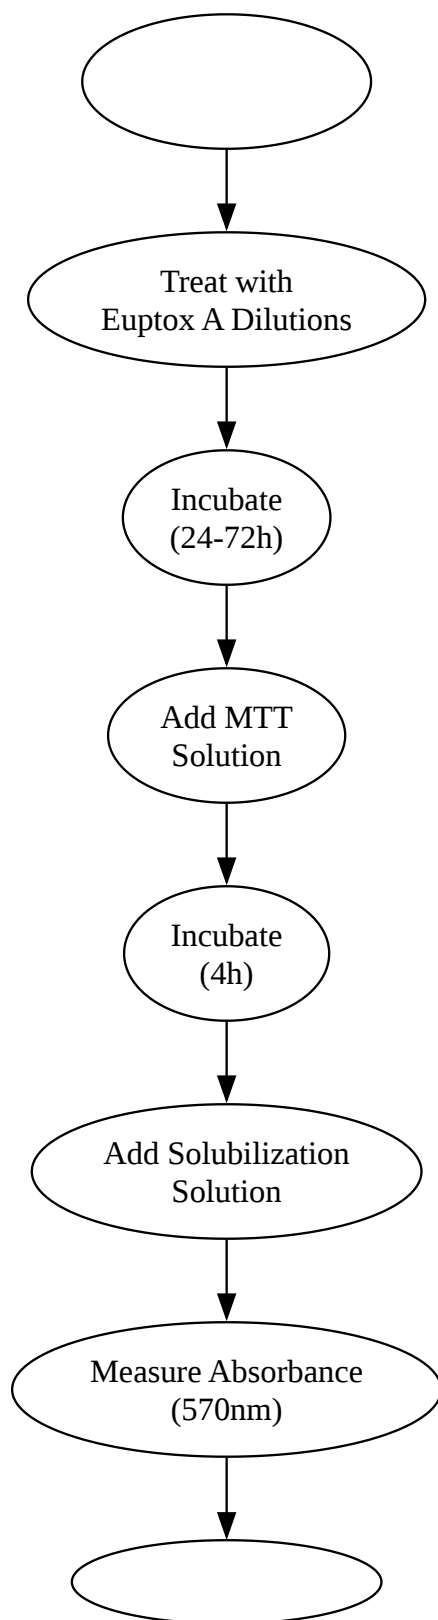 Treat with
Euptox A Dilutions
Incubate
(24-72h)
Add MTT
Solution
Incubate
(4h)
Add Solubilization
Solution
Measure Absorbance
(570nm)